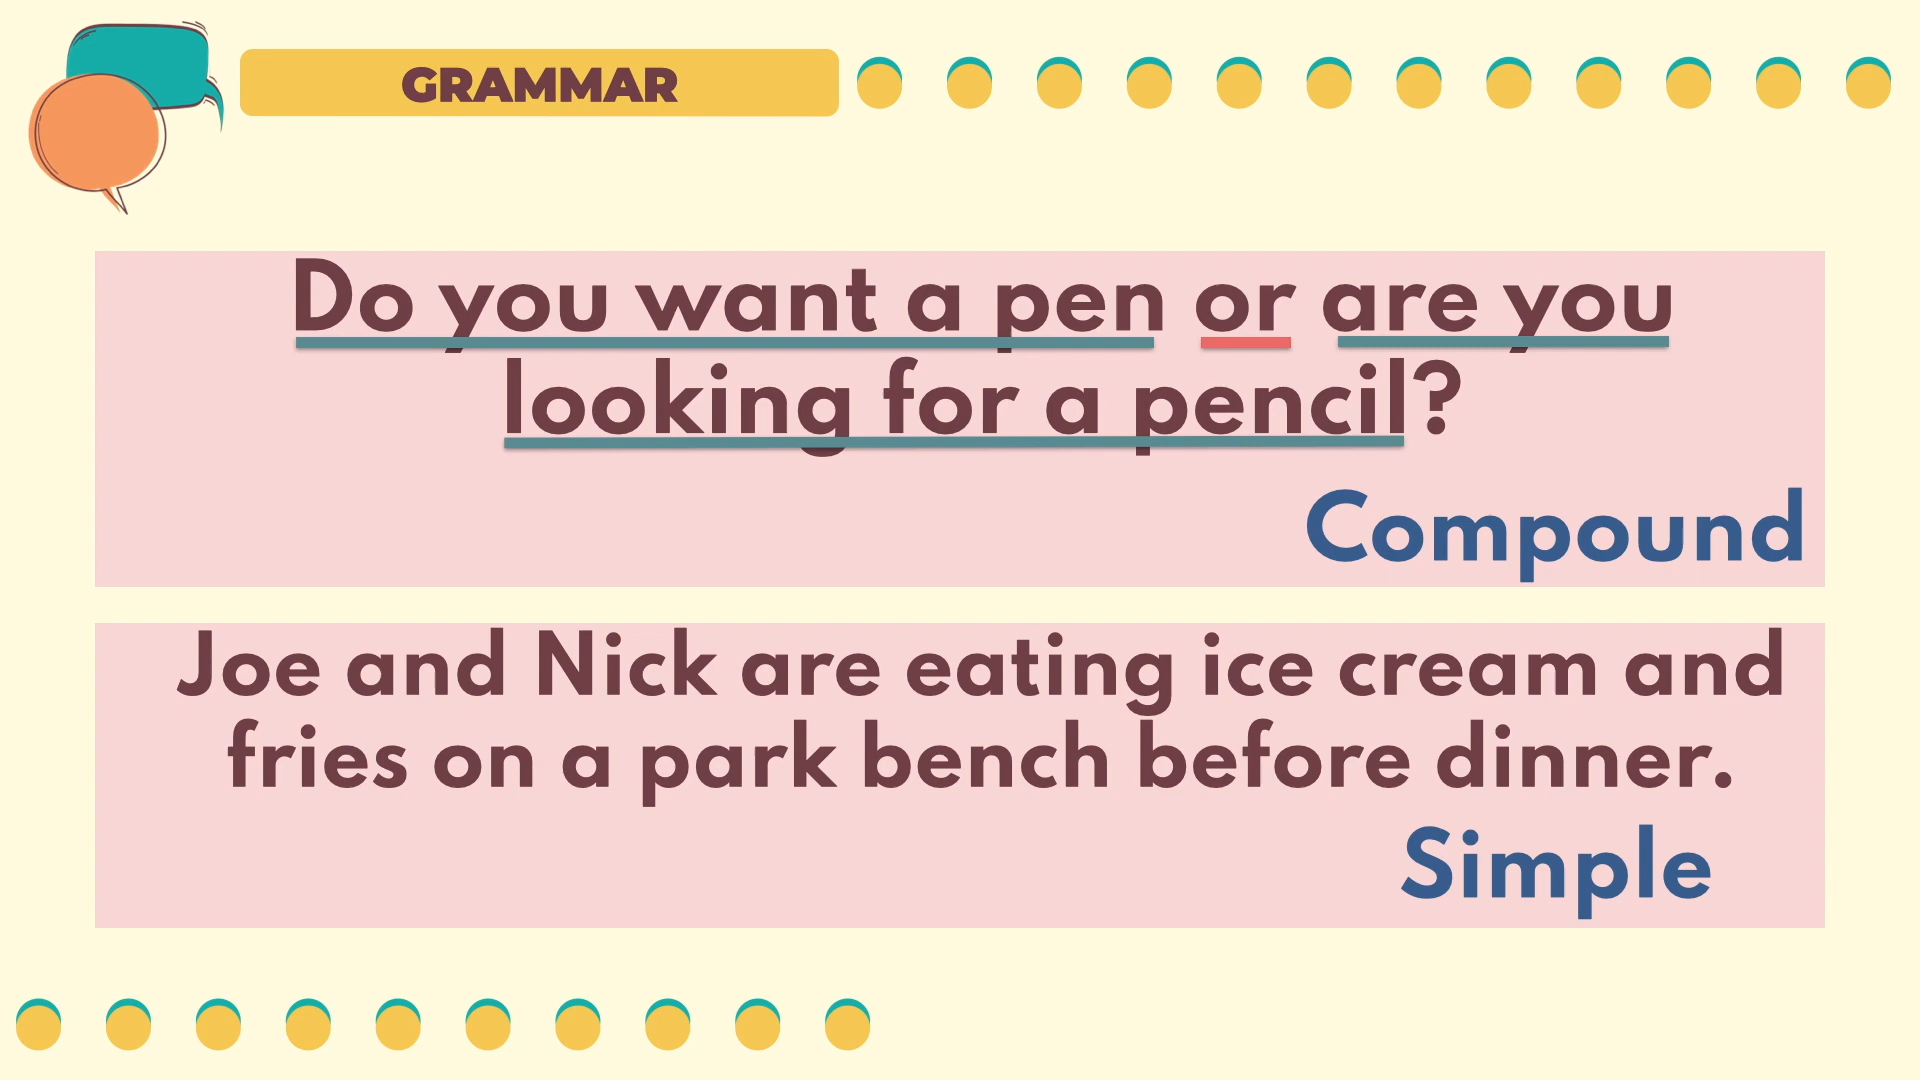 GRAMMAR
Do you want a pen or are you
looking for a pencil?
Compound
Joe and Nick are eating ice cream and
fries on a park bench before dinner.
Simple